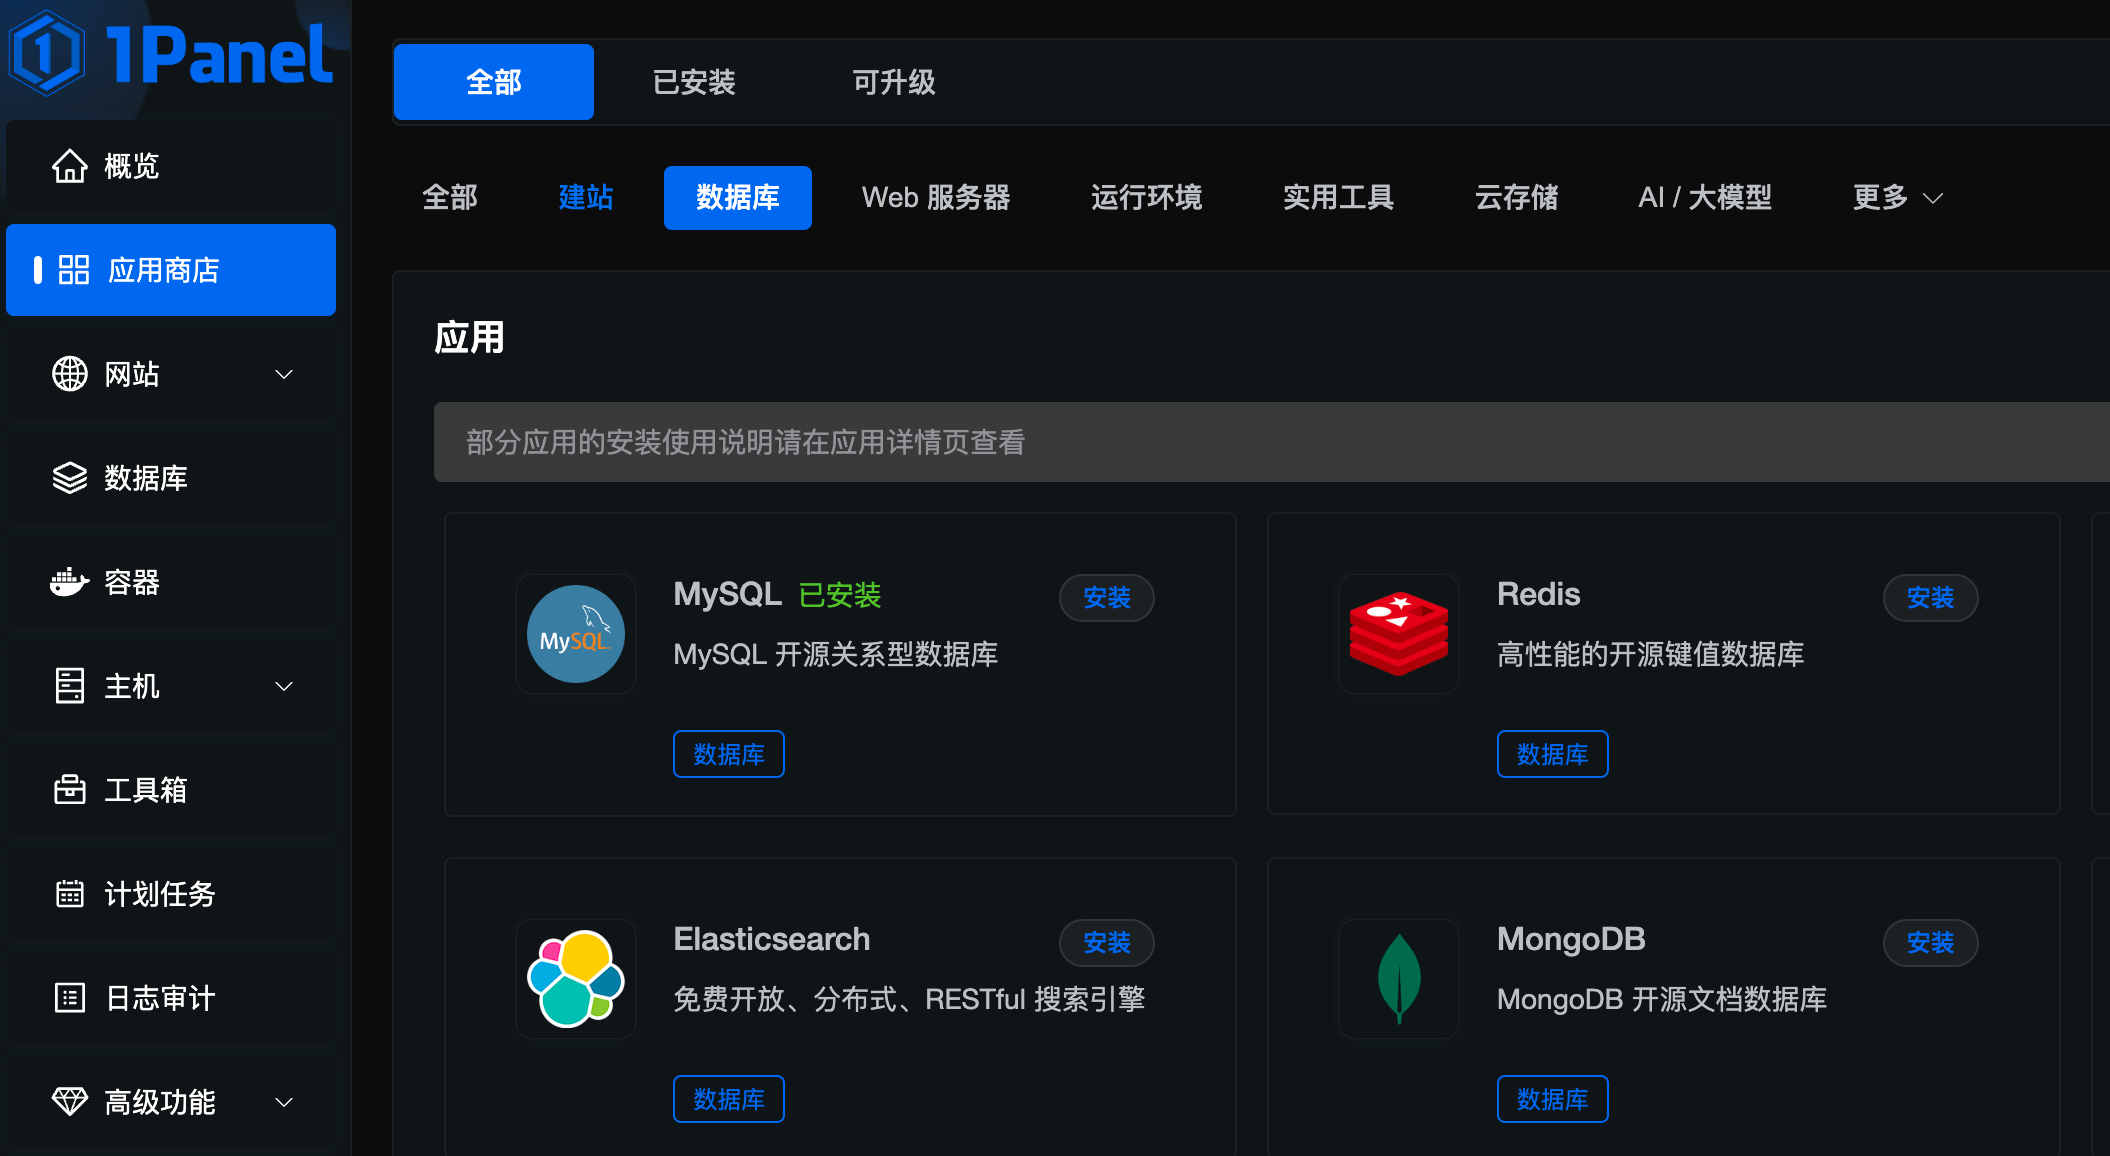 1Panel
概览
应用商店
网站
数据库
容器
主机
工具箱
计划任务
日志审计
高级功能
全部 已安装 可升级
全部 建站 数据库 Web 服务器 运行环境 实用工具 云存储 AI / 大模型 更多
应用
部分应用的安装使用说明请在应用详情页查看
MySQL
MySQL 已安装 安装
MySQL 开源关系型数据库
数据库
Redis 安装
高性能的开源键值数据库
数据库
Elasticsearch 安装
免费开放、分布式、RESTful 搜索引擎
数据库
MongoDB 安装
MongoDB 开源文档数据库
数据库